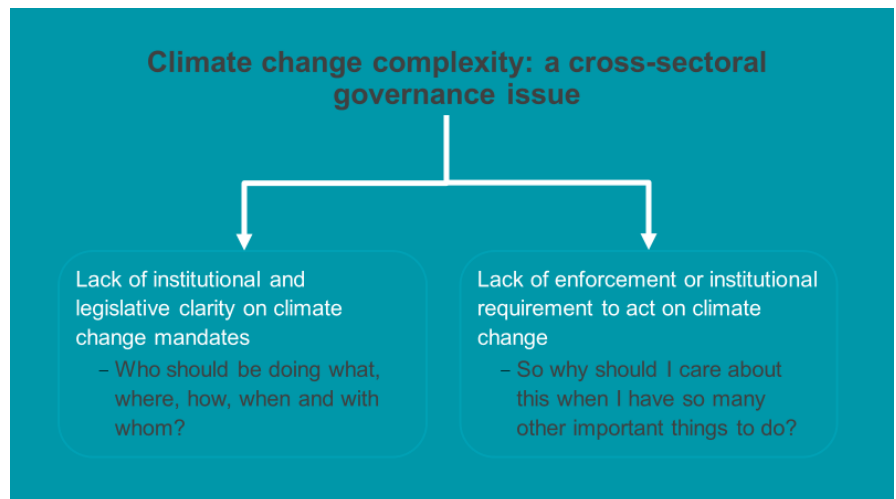 Climate change complexity: a cross-sectoral
governance issue
Lack of institutional and
legislative clarity on climate
change mandates
– Who should be doing what,
where, how, when and with
whom?
Lack of enforcement or institutional
requirement to act on climate
change
– So why should I care about
this when I have so many
other important things to do?